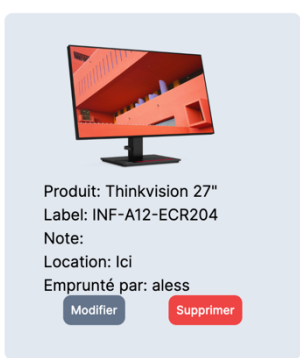 Produit: Thinkvision 27"
Label: INF-A12-ECR204
Note:
Location: Ici
Emprunté par: aless
Modifier
Supprimer